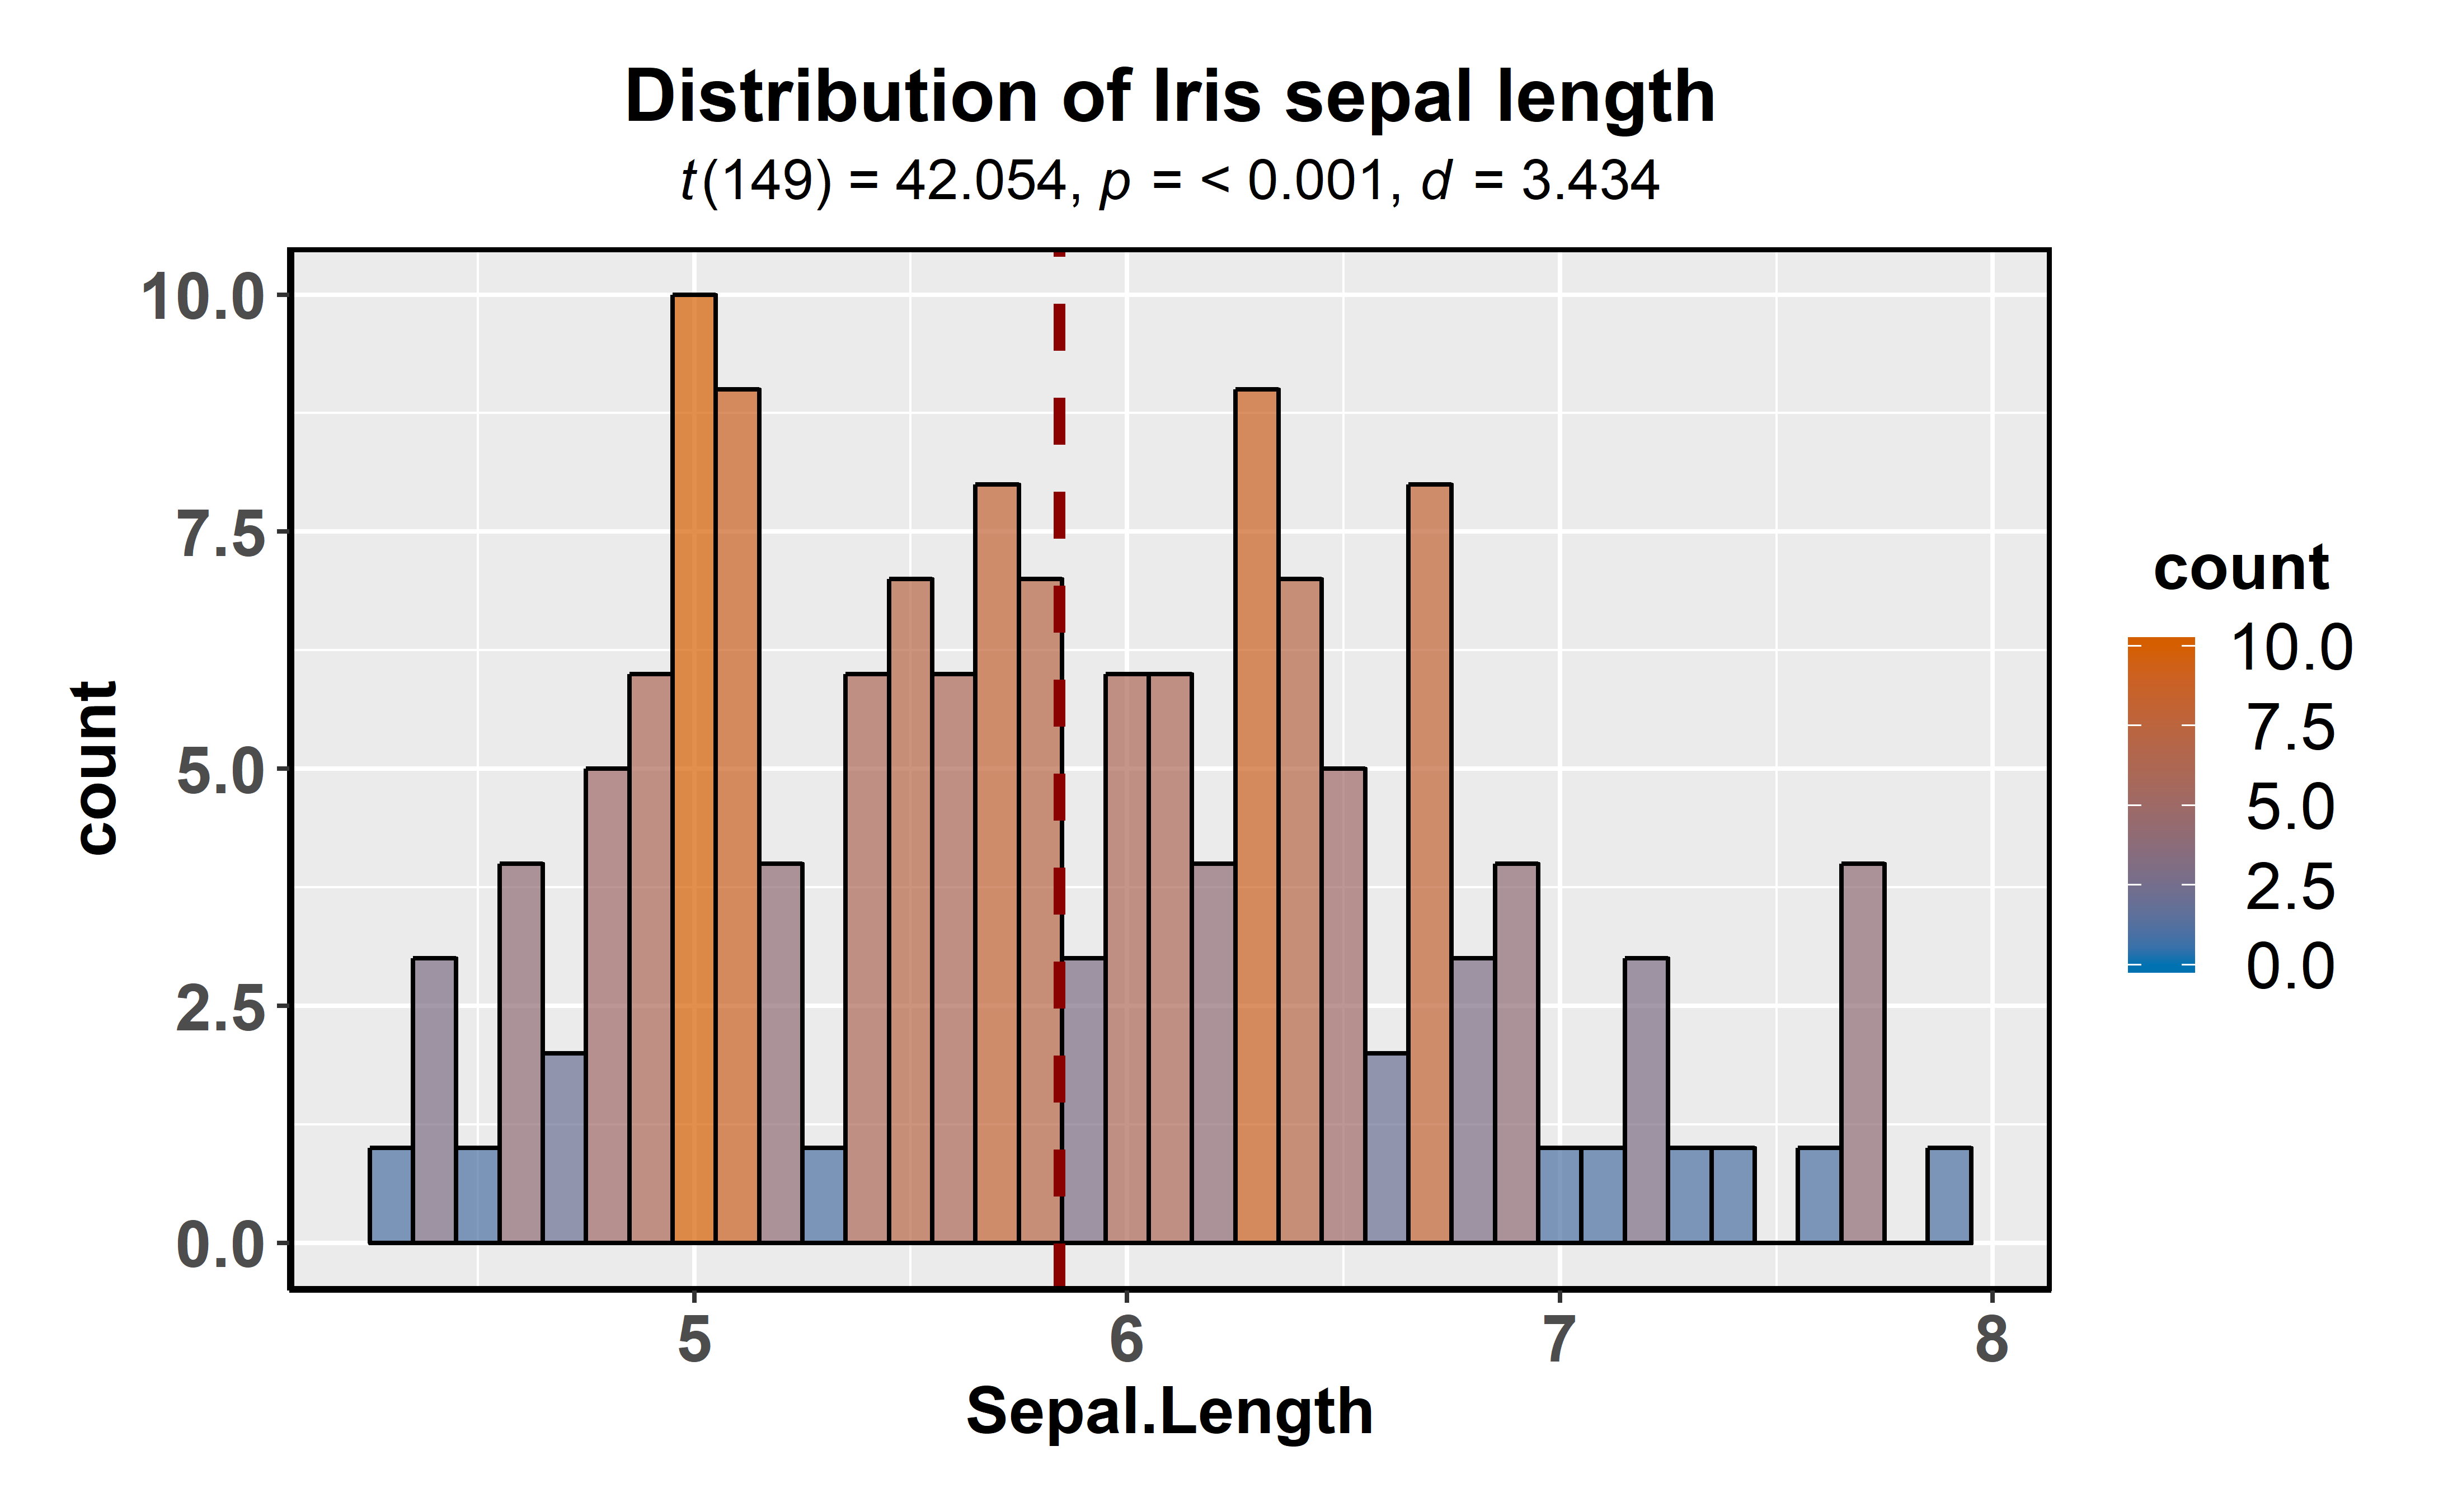 Distribution of Iris sepal length
t(149) = 42.054, p = < 0.001, d = 3.434
count
10.0
7.5
5.0
2.5
0.0
5 6 7 8
Sepal.Length
count
10.0
7.5
5.0
2.5
0.0